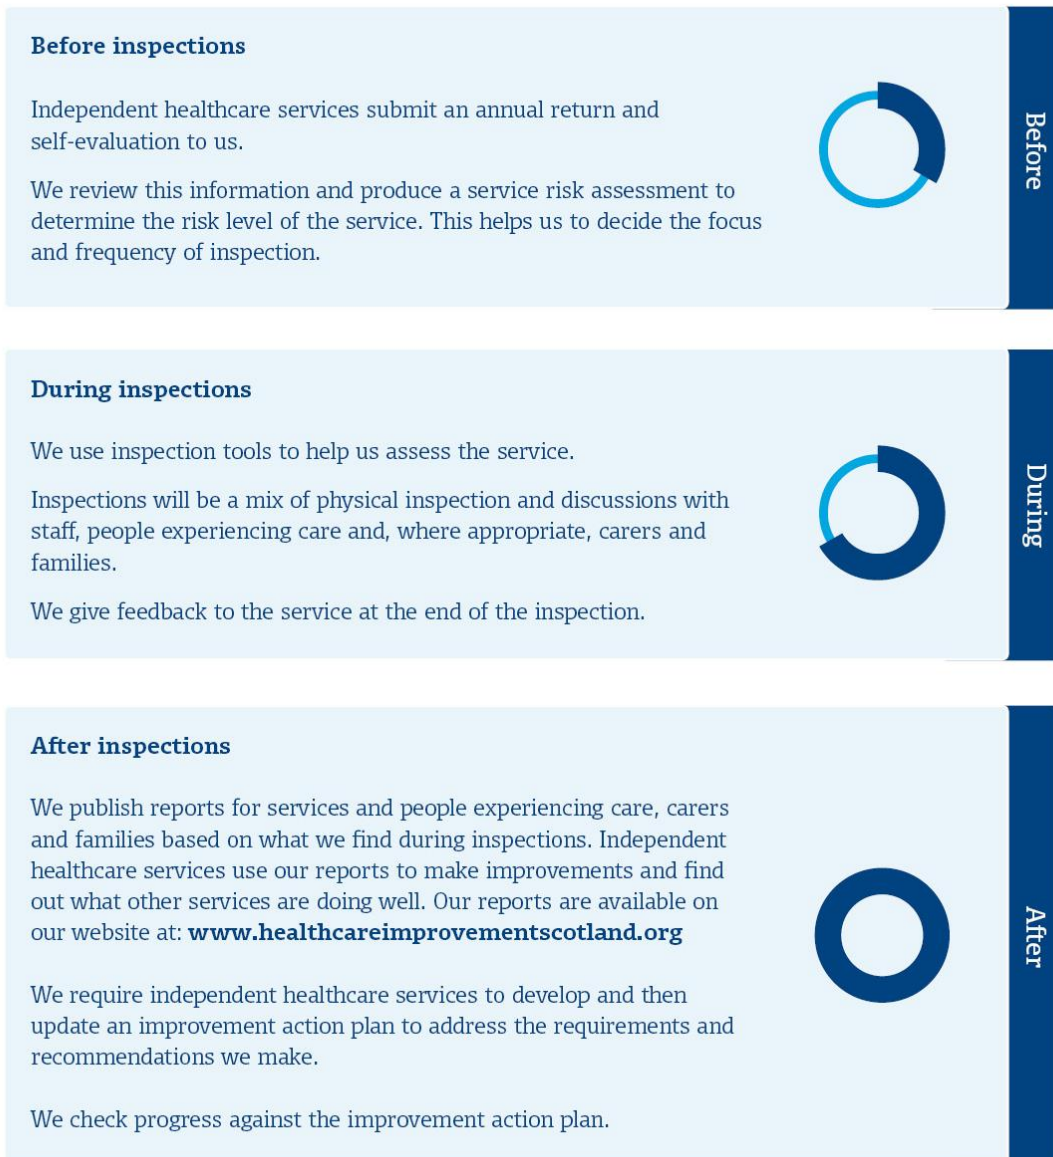 Before inspections
Independent healthcare services submit an annual return and
self-evaluation to us.
We review this information and produce a service risk assessment to
determine the risk level of the service. This helps us to decide the focus
and frequency of inspection.
Before
During inspections
We use inspection tools to help us assess the service.
Inspections will be a mix of physical inspection and discussions with
staff, people experiencing care and, where appropriate, carers and
families.
We give feedback to the service at the end of the inspection.
During
After inspections
We publish reports for services and people experiencing care, carers
and families based on what we find during inspections. Independent
healthcare services use our reports to make improvements and find
out what other services are doing well. Our reports are available on
our website at: www.healthcareimprovementscotland.org
We require independent healthcare services to develop and then
update an improvement action plan to address the requirements and
recommendations we make.
We check progress against the improvement action plan.
After